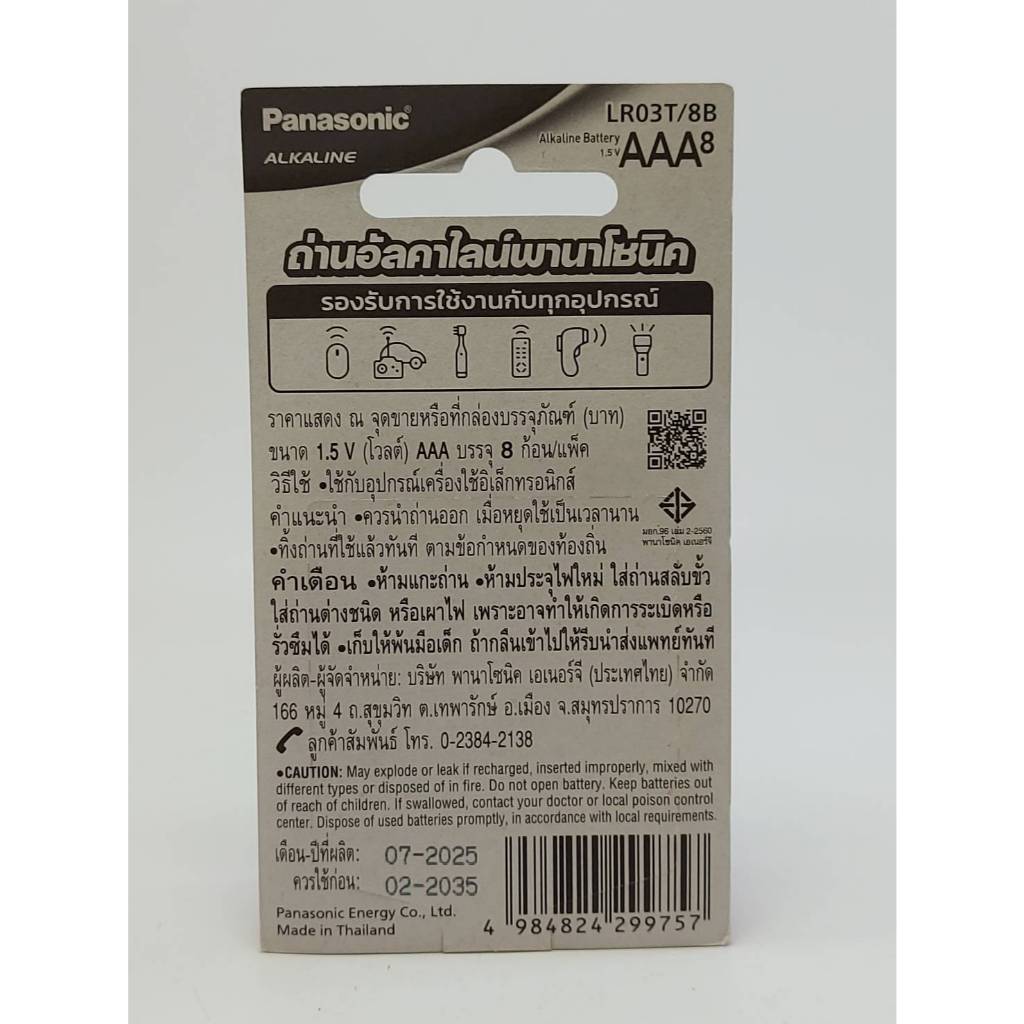 Panasonic®
ALKALINE
LR03T/8B
Alkaline Battery
1.5 V AAA8
ถ่านอัลคาไลน์พานาโซนิค
รองรับการใช้งานกับทุกอุปกรณ์
ราคาแสดง ณ จุดขายหรือที่กล่องบรรจุภัณฑ์ (บาท)
ขนาด 1.5 V (โวลต์) AAA บรรจุ 8 ก้อน/แพ็ค
วิธีใช้ •ใช้กับอุปกรณ์เครื่องใช้อิเล็กทรอนิกส์
คำแนะนำ •ควรนำถ่านออก เมื่อหยุดใช้เป็นเวลานาน
•ทิ้งถ่านที่ใช้แล้วทันที ตามข้อกำหนดของท้องถิ่น
มอก.96 เล่ม 2-2560
พานาโซนิค เอเนอร์จี
คำเตือน •ห้ามแกะถ่าน •ห้ามประจุไฟใหม่ ใส่ถ่านสลับขั้ว
ใส่ถ่านต่างชนิด หรือเผาไฟ เพราะอาจทำให้เกิดการระเบิดหรือ
รั่วซึมได้ •เก็บให้พ้นมือเด็ก ถ้ากลืนเข้าไปให้รีบนำส่งแพทย์ทันที
ผู้ผลิต-ผู้จัดจำหน่าย: บริษัท พานาโซนิค เอเนอร์จี (ประเทศไทย) จำกัด
166 หมู่ 4 ถ.สุขุมวิท ต.เทพารักษ์ อ.เมือง จ.สมุทรปราการ 10270
ลูกค้าสัมพันธ์ โทร. 0-2384-2138
•CAUTION: May explode or leak if recharged, inserted improperly, mixed with
different types or disposed of in fire. Do not open battery. Keep batteries out
of reach of children. If swallowed, contact your doctor or local poison control
center. Dispose of used batteries promptly, in accordance with local requirements.
เดือน-ปีที่ผลิต: 07-2025
ควรใช้ก่อน: 02-2035
Panasonic Energy Co., Ltd.
Made in Thailand
4 984824 299757